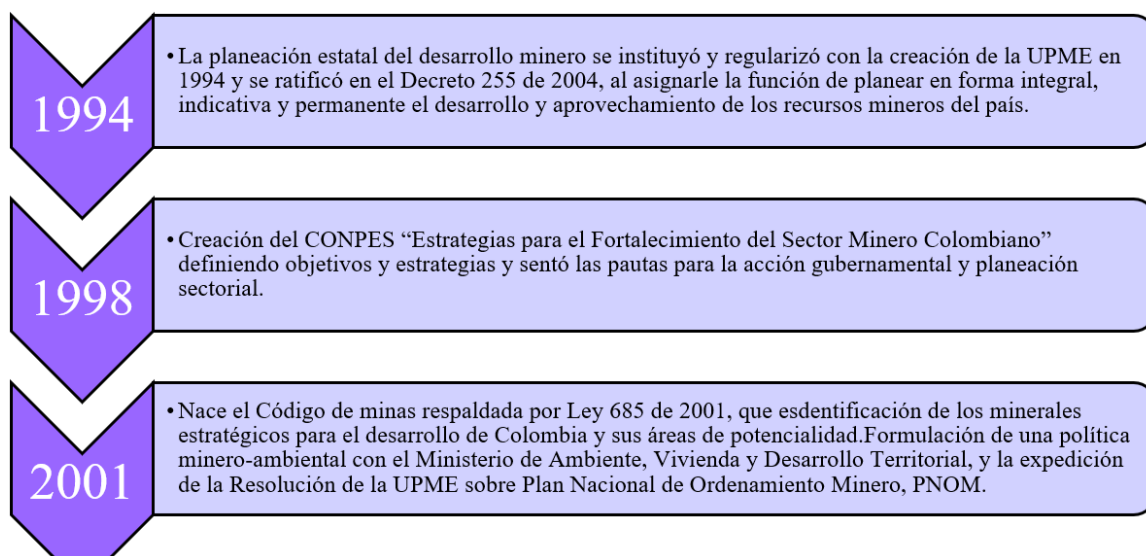 1994
• La planeación estatal del desarrollo minero se instituyó y regularizó con la creación de la UPME en
1994 y se ratificó en el Decreto 255 de 2004, al asignarle la función de planear en forma integral,
indicativa y permanente el desarrollo y aprovechamiento de los recursos mineros del país.
1998
• Creación del CONPES “Estrategias para el Fortalecimiento del Sector Minero Colombiano”
definiendo objetivos y estrategias y sentó las pautas para la acción gubernamental y planeación
sectorial.
2001
• Nace el Código de minas respaldada por Ley 685 de 2001, que esdentificación de los minerales
estratégicos para el desarrollo de Colombia y sus áreas de potencialidad.Formulación de una política
minero-ambiental con el Ministerio de Ambiente, Vivienda y Desarrollo Territorial, y la expedición
de la Resolución de la UPME sobre Plan Nacional de Ordenamiento Minero, PNOM.